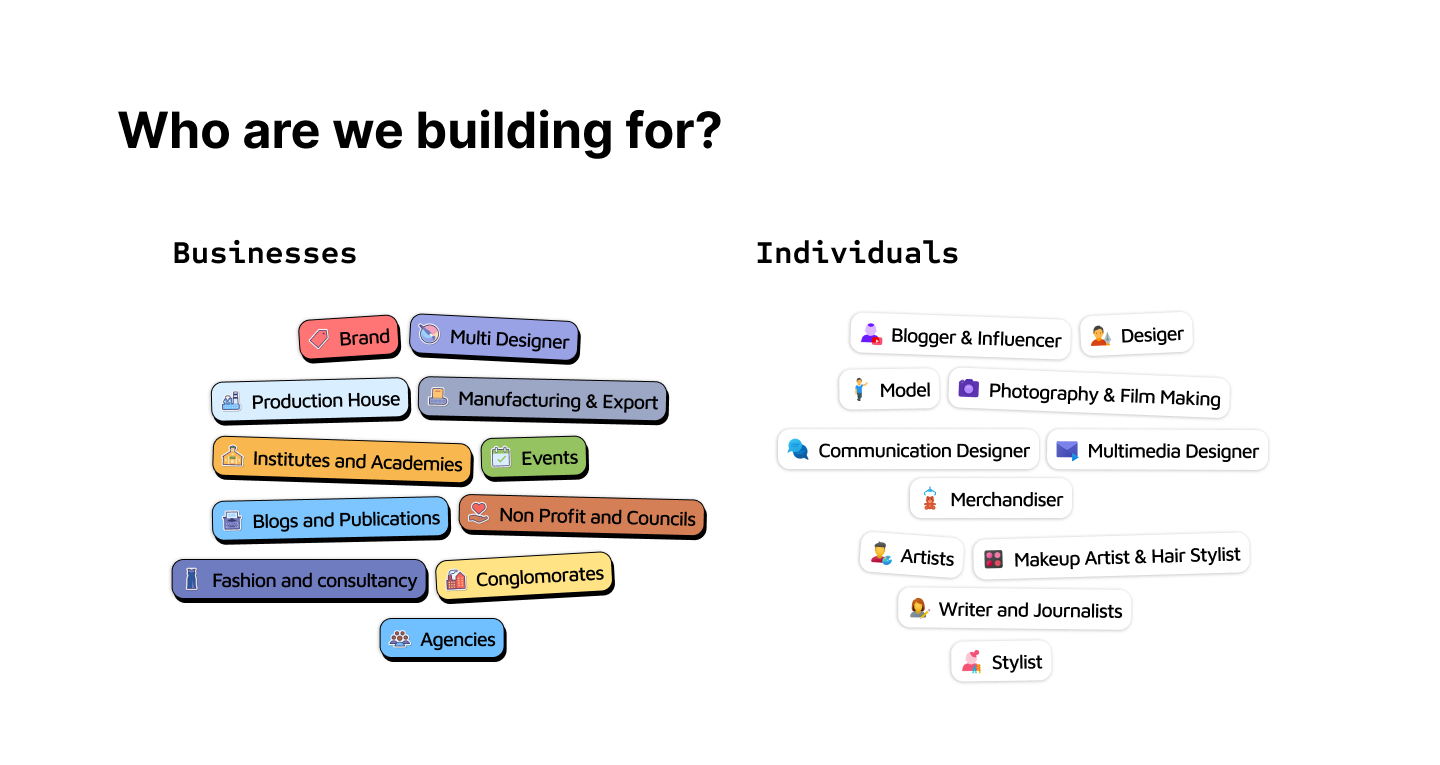 Who are we building for?
Businesses
Brand
Multi Designer
Production House
Manufacturing & Export
Institutes and Academies
Events
Blogs and Publications
Non Profit and Councils
Fashion and consultancy
Conglomorates
Agencies
Individuals
Blogger & Influencer
Desiger
Model
Photography & Film Making
Communication Designer
Multimedia Designer
Merchandiser
Artists
Makeup Artist & Hair Stylist
Writer and Journalists
Stylist